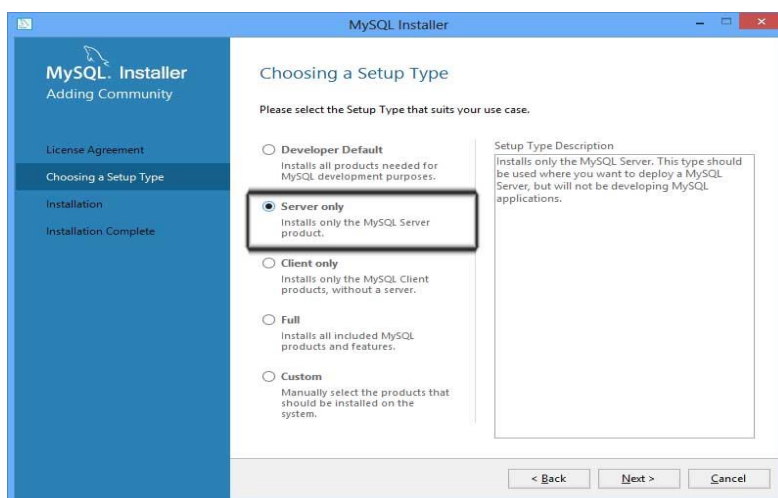 MySQL Installer
MySQL. Installer
Adding Community
License Agreement
Choosing a Setup Type
Installation
Installation Complete
Choosing a Setup Type
Please select the Setup Type that suits your use case.
Developer Default
Installs all products needed for
MySQL development purposes.
Server only
Installs only the MySQL Server
product.
Client only
Installs only the MySQL Client
products, without a server.
Full
Installs all included MySQL
products and features.
Custom
Manually select the products that
should be installed on the
system.
Setup Type Description
Installs only the MySQL Server. This type should
be used where you want to deploy a MySQL
Server, but will not be developing MySQL
applications.
< Back
Next >
Cancel